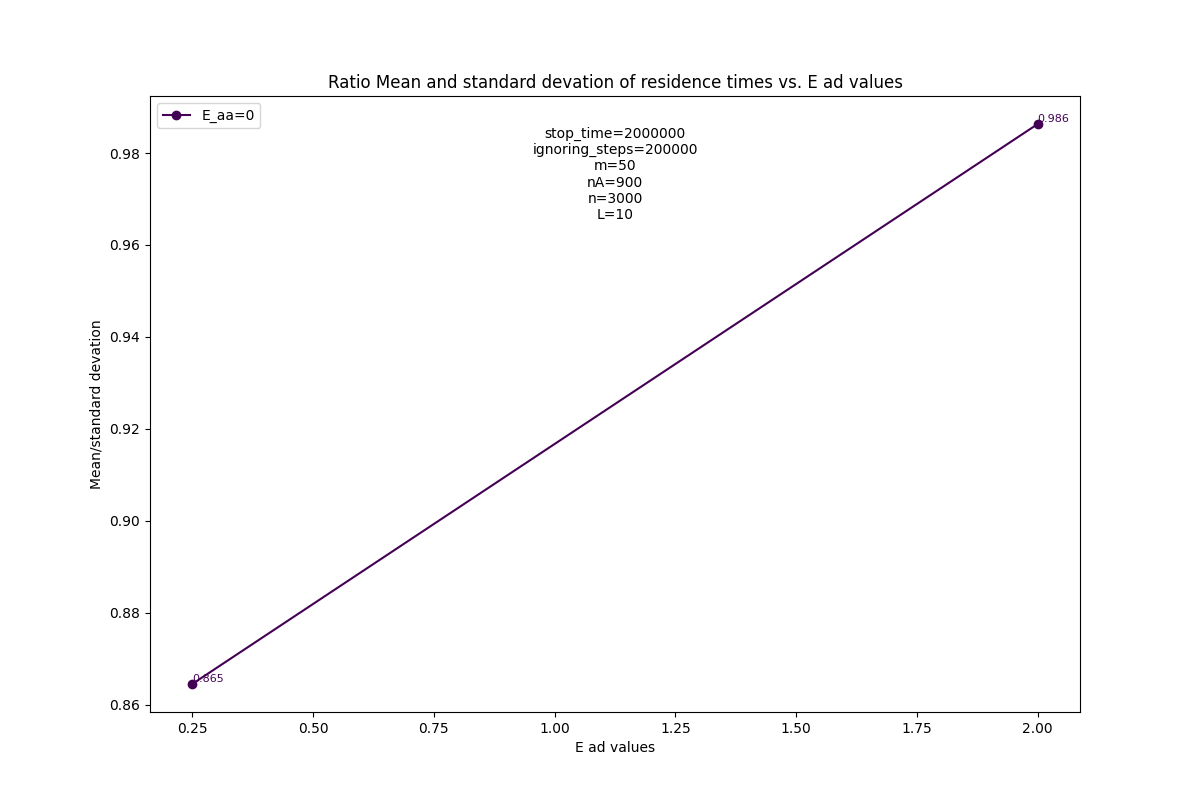 Ratio Mean and standard devation of residence times vs. E ad values
E_aa=0
stop_time=2000000
ignoring_steps=200000
m=50
nA=900
n=3000
L=10
0.986
0.865
Mean/standard devation
0.98
0.96
0.94
0.92
0.90
0.88
0.86
0.25 0.50 0.75 1.00 1.25 1.50 1.75 2.00
E ad values